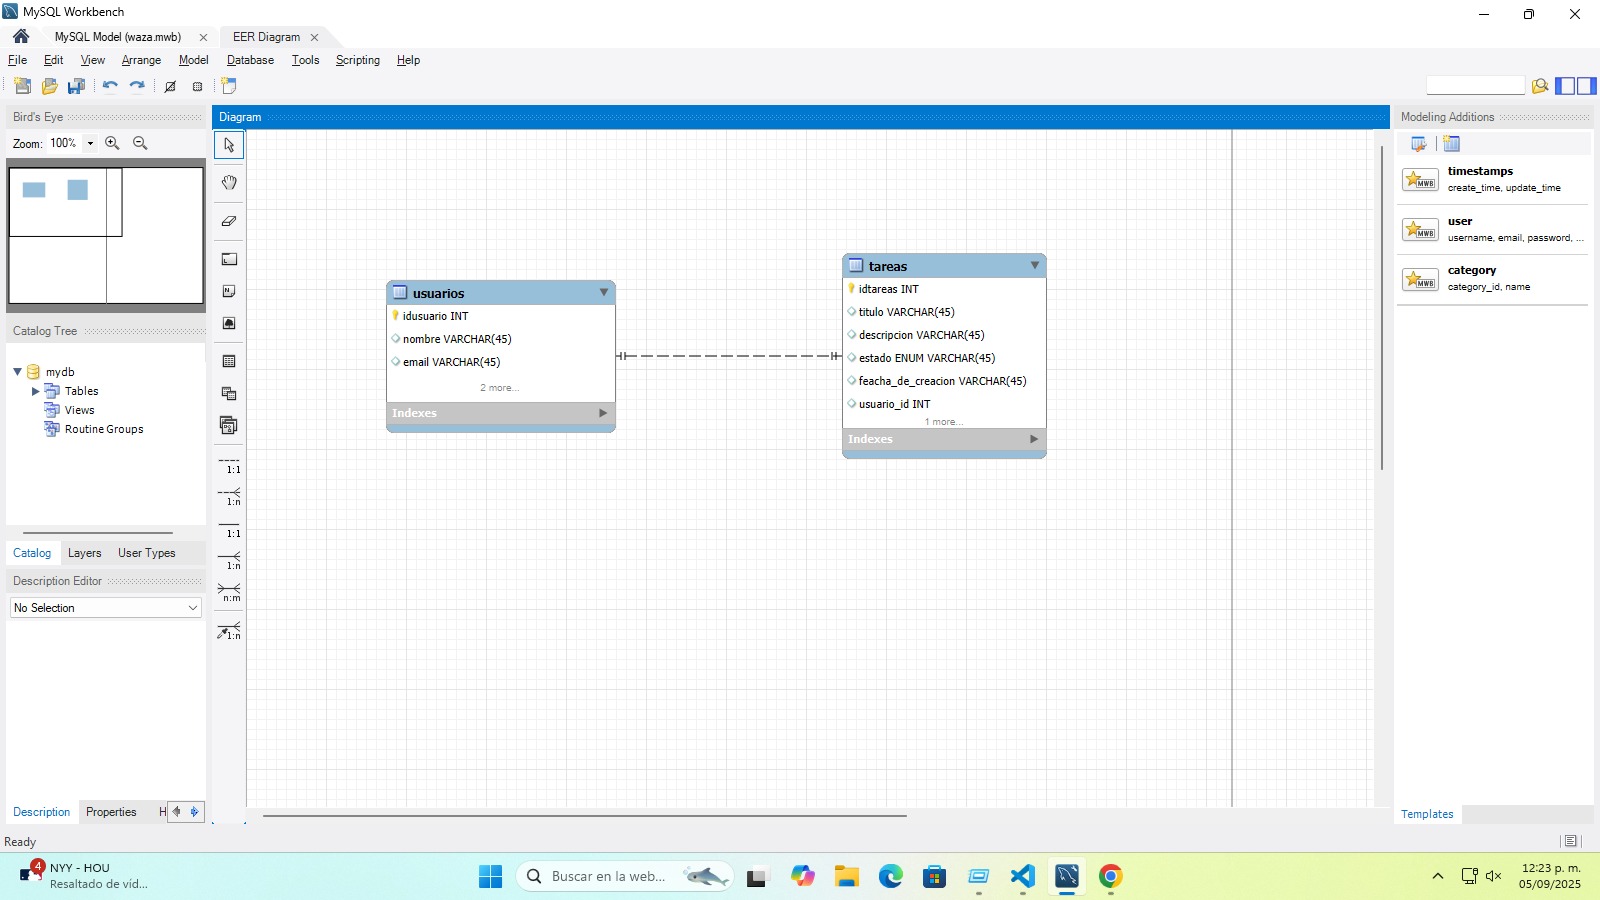 MySQL Workbench
MySQL Model (waza.mwb)
EER Diagram
File Edit View Arrange Model Database Tools Scripting Help
Bird's Eye
Zoom: 100%
Catalog Tree
mydb
Tables
Views
Routine Groups
Catalog Layers User Types
Description Editor
No Selection
Description Properties H
Ready
Diagram
1:1
1:n
1:1
1:n
n:m
1:n
usuarios
idusuario INT
nombre VARCHAR(45)
email VARCHAR(45)
2 more...
Indexes
tareas
idtareas INT
titulo VARCHAR(45)
descripcion VARCHAR(45)
estado ENUM VARCHAR(45)
feacha_de_creacion VARCHAR(45)
usuario_id INT
1 more...
Indexes
Modeling Additions
MWB
timestamps
create_time, update_time
MWB
user
username, email, password, ...
MWB
category
category_id, name
Templates
4
NYY - HOU
Resaltado de víd...
Buscar en la web...
12:23 p. m.
05/09/2025